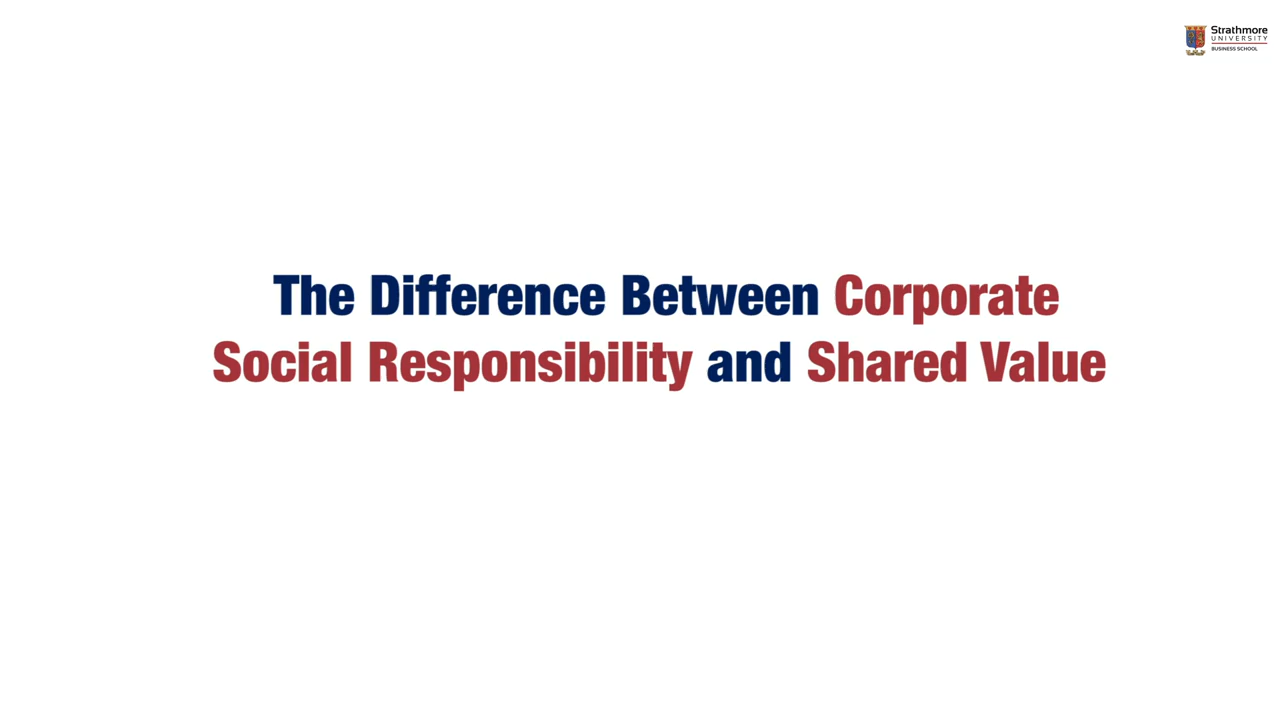 Strathmore
UNIVERSITY
BUSINESS SCHOOL
The Difference Between Corporate
Social Responsibility and Shared Value